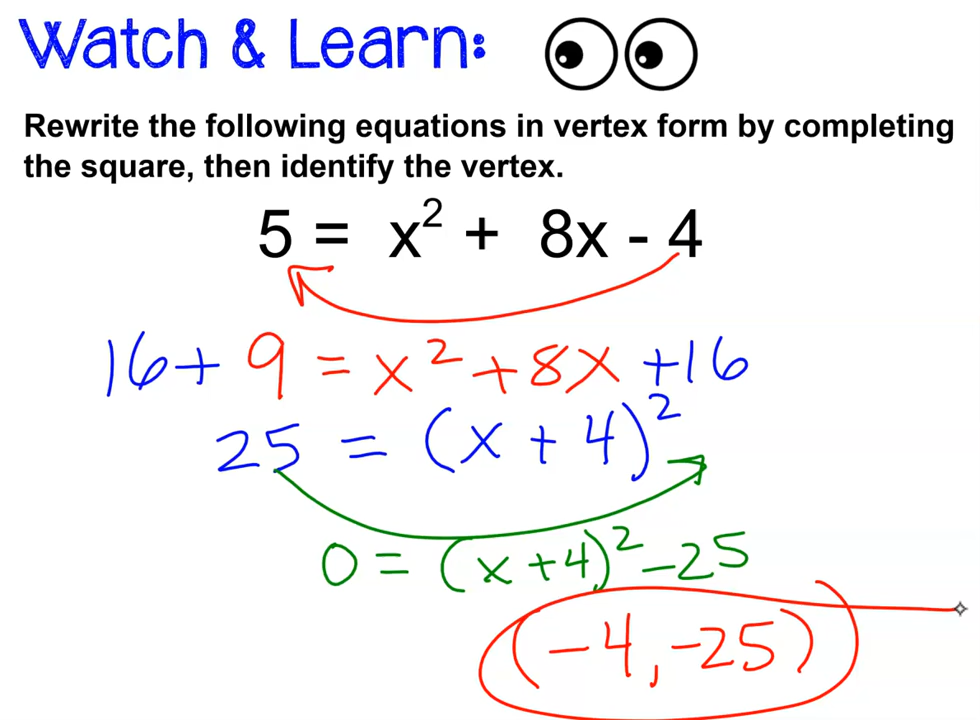 Watch & Learn:
Rewrite the following equations in vertex form by completing
the square, then identify the vertex.
5 = x² + 8x - 4
16 + 9 = x² + 8x + 16
25 = (x + 4)²
0 = (x + 4)² - 25
(-4, -25)